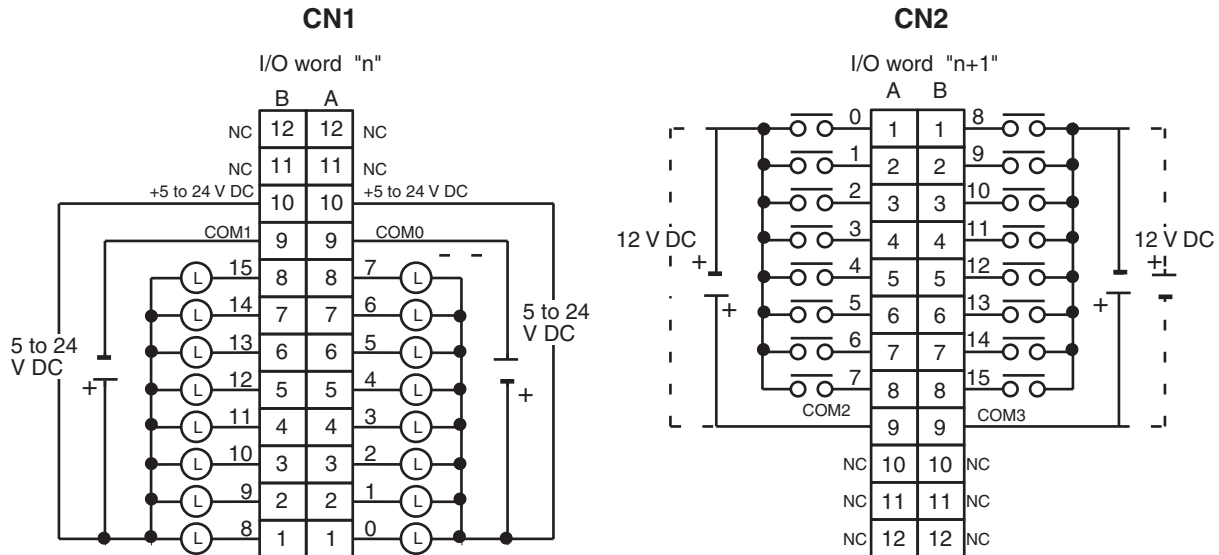 CN1
I/O word "n"
B A
NC 12 12 NC
NC 11 11 NC
+5 to 24 V DC 10 10 +5 to 24 V DC
COM1 9 9 COM0
L 15 8 8 7 L
L 14 7 7 6 L
L 13 6 6 5 L
L 12 5 5 4 L
L 11 4 4 3 L
L 10 3 3 2 L
L 9 2 2 1 L
L 8 1 1 0 L
5 to 24
V DC
+
5 to 24
V DC
+
CN2
I/O word "n+1"
A B
0 1 1 8
1 2 2 9
2 3 3 10
3 4 4 11
4 5 5 12
5 6 6 13
6 7 7 14
7 8 8 15
COM2 9 9 COM3
NC 10 10 NC
NC 11 11 NC
NC 12 12 NC
12 V DC
+
+
12 V DC
+
+